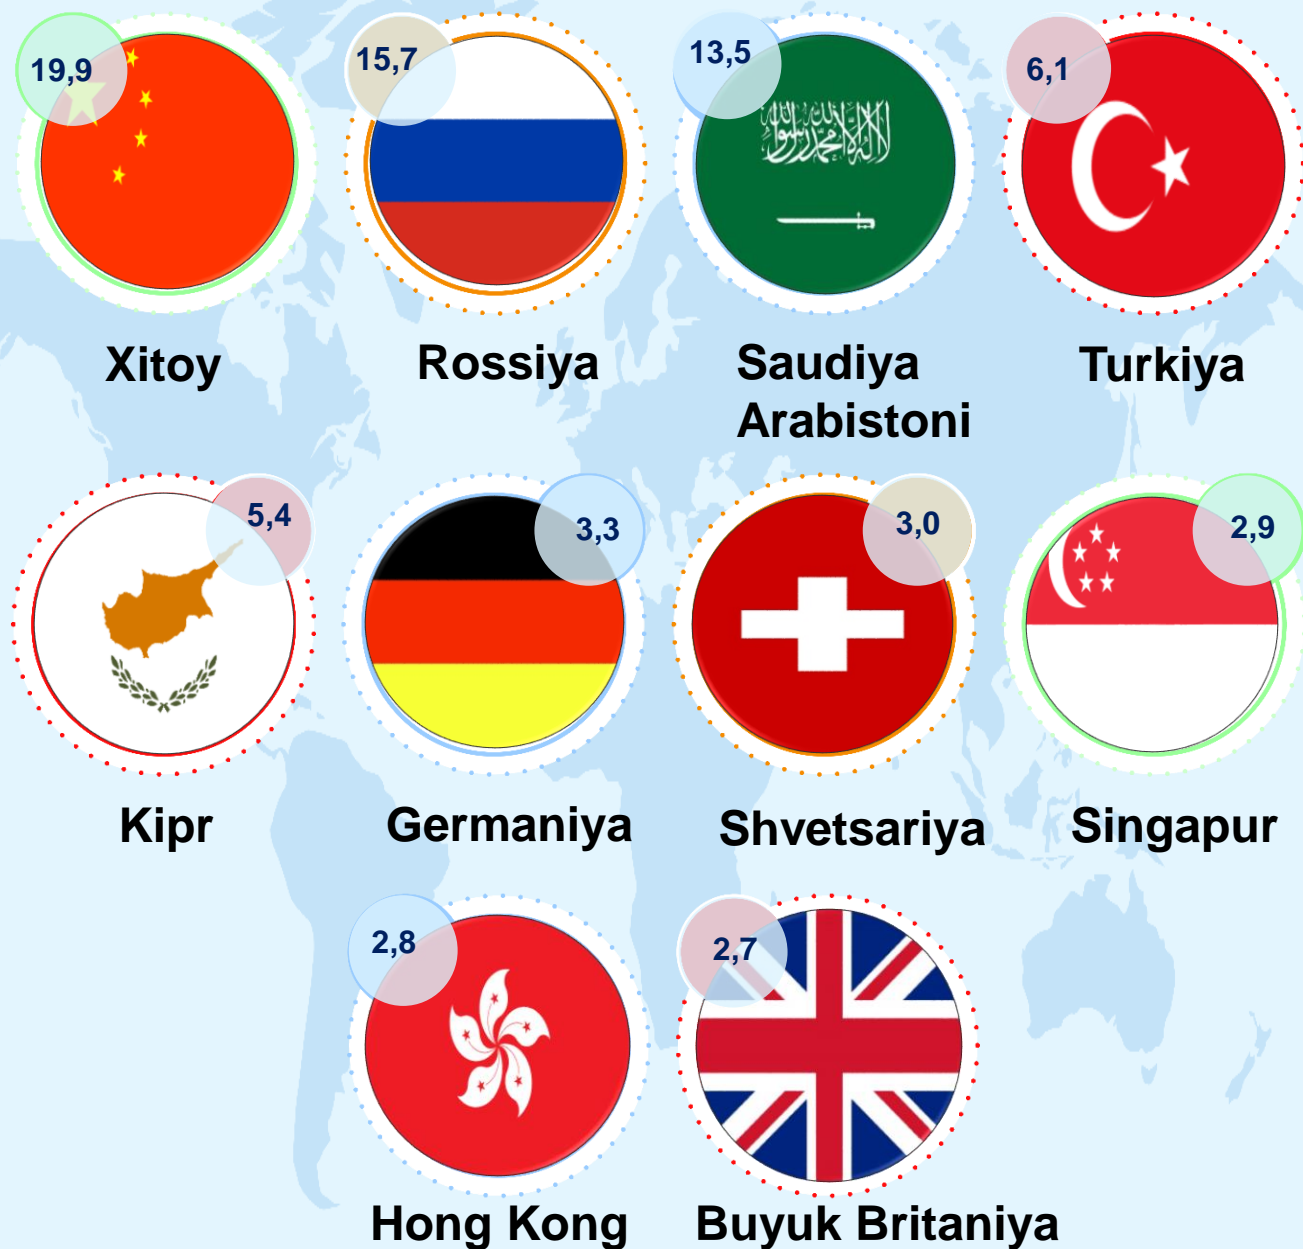 19,9
15,7
13,5
6,1
Xitoy
Rossiya
Saudiya
Arabistoni
Turkiya
5,4
3,3
3,0
2,9
Kipr
Germaniya
Shvetsariya
Singapur
2,8
2,7
Hong Kong
Buyuk Britaniya